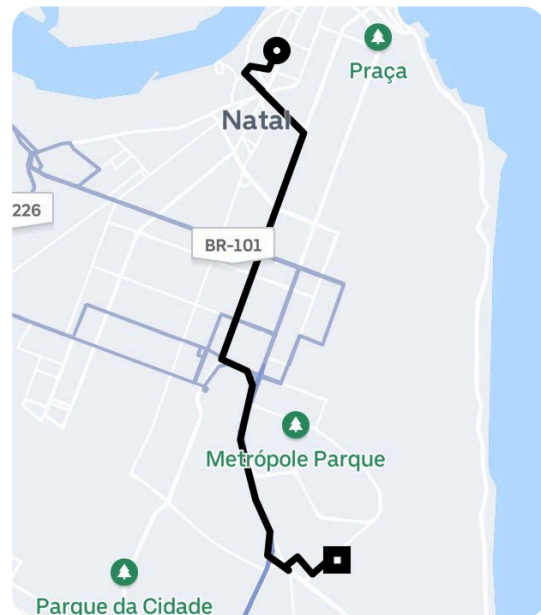 Praça
Natal
226
BR-101
Metrópole Parque
Parque da Cidade